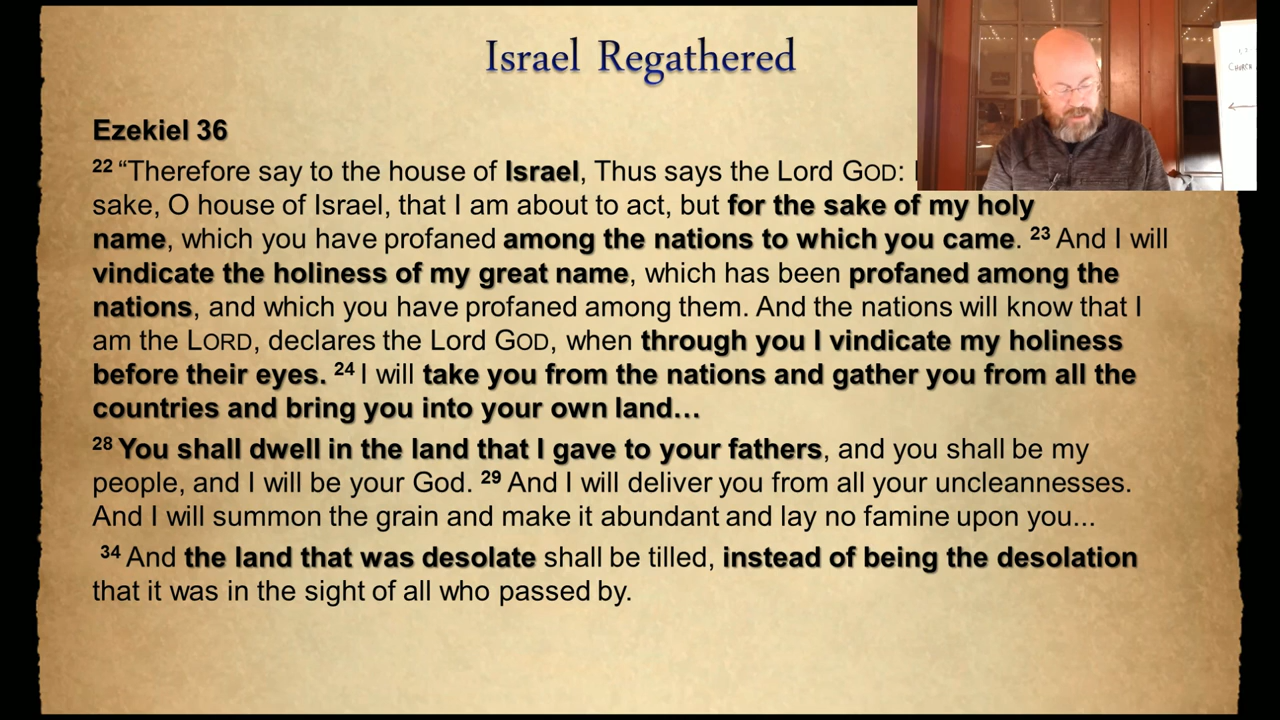 Israel Regathered
Ezekiel 36
22 “Therefore say to the house of Israel, Thus says the Lord GOD:
sake, O house of Israel, that I am about to act, but for the sake of my holy
name, which you have profaned among the nations to which you came. 23 And I will
vindicate the holiness of my great name, which has been profaned among the
nations, and which you have profaned among them. And the nations will know that I
am the LORD, declares the Lord GOD, when through you I vindicate my holiness
before their eyes. 24 I will take you from the nations and gather you from all the
countries and bring you into your own land…
28 You shall dwell in the land that I gave to your fathers, and you shall be my
people, and I will be your God. 29 And I will deliver you from all your uncleannesses.
And I will summon the grain and make it abundant and lay no famine upon you...
34 And the land that was desolate shall be tilled, instead of being the desolation
that it was in the sight of all who passed by.
CHURCH